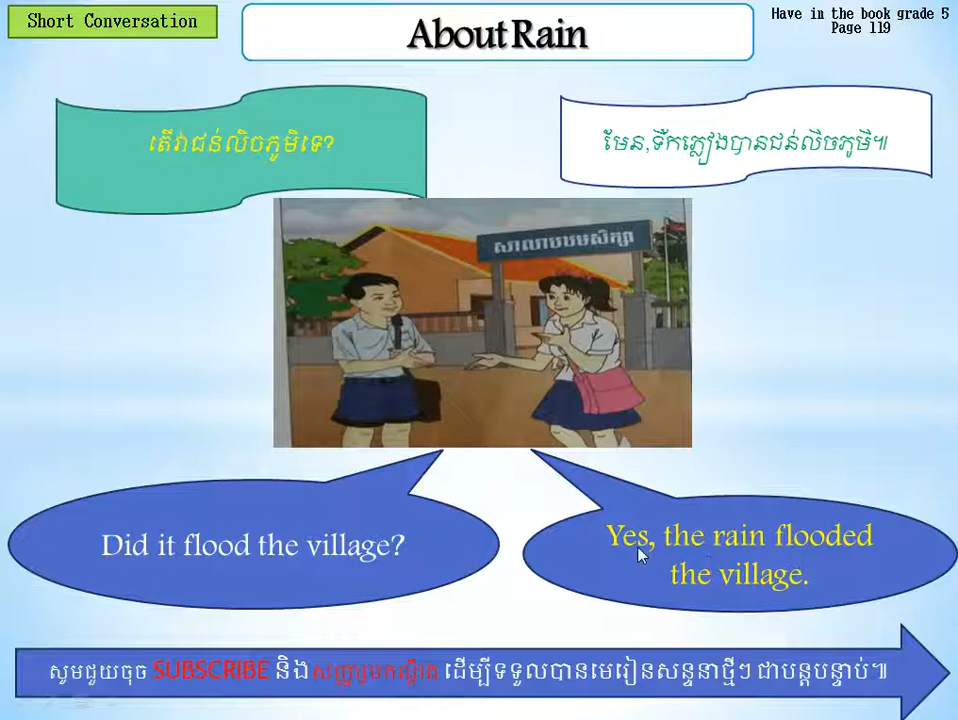 Short Conversation
About Rain
Have in the book grade 5
Page 119
តើវាជន់លិចភូមិទេ?
មែន,ទឹកភ្លៀងបានជន់លិចភូមិ៕
សាលាបឋមសិក្សា
Did it flood the village?
Yes, the rain flooded
the village.
សូមជួយចុច SUBSCRIBE និងសញ្ញារូបកណ្ដឹង ដើម្បីទទួលបានមេរៀនសន្ទនាថ្មីៗ ជាបន្តបន្ទាប់៕